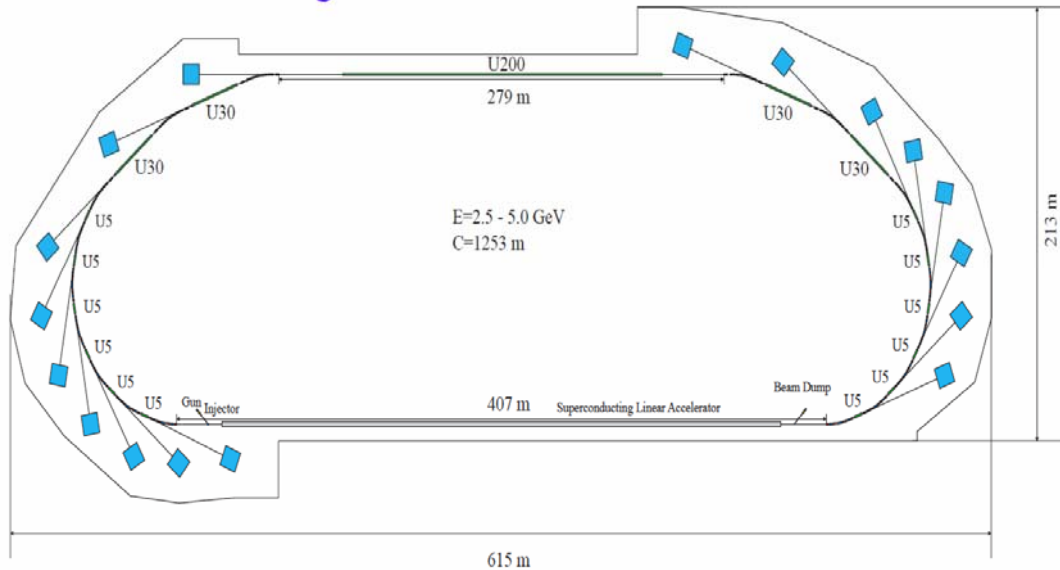 U200
279 m
U30
U30
U30
U30
213 m
E=2.5 - 5.0 GeV
C=1253 m
U5
U5
U5
U5
U5
U5
U5
U5
U5
U5
U5
Gun
Injector
407 m
Superconducting Linear Accelerator
Beam Dump
615 m